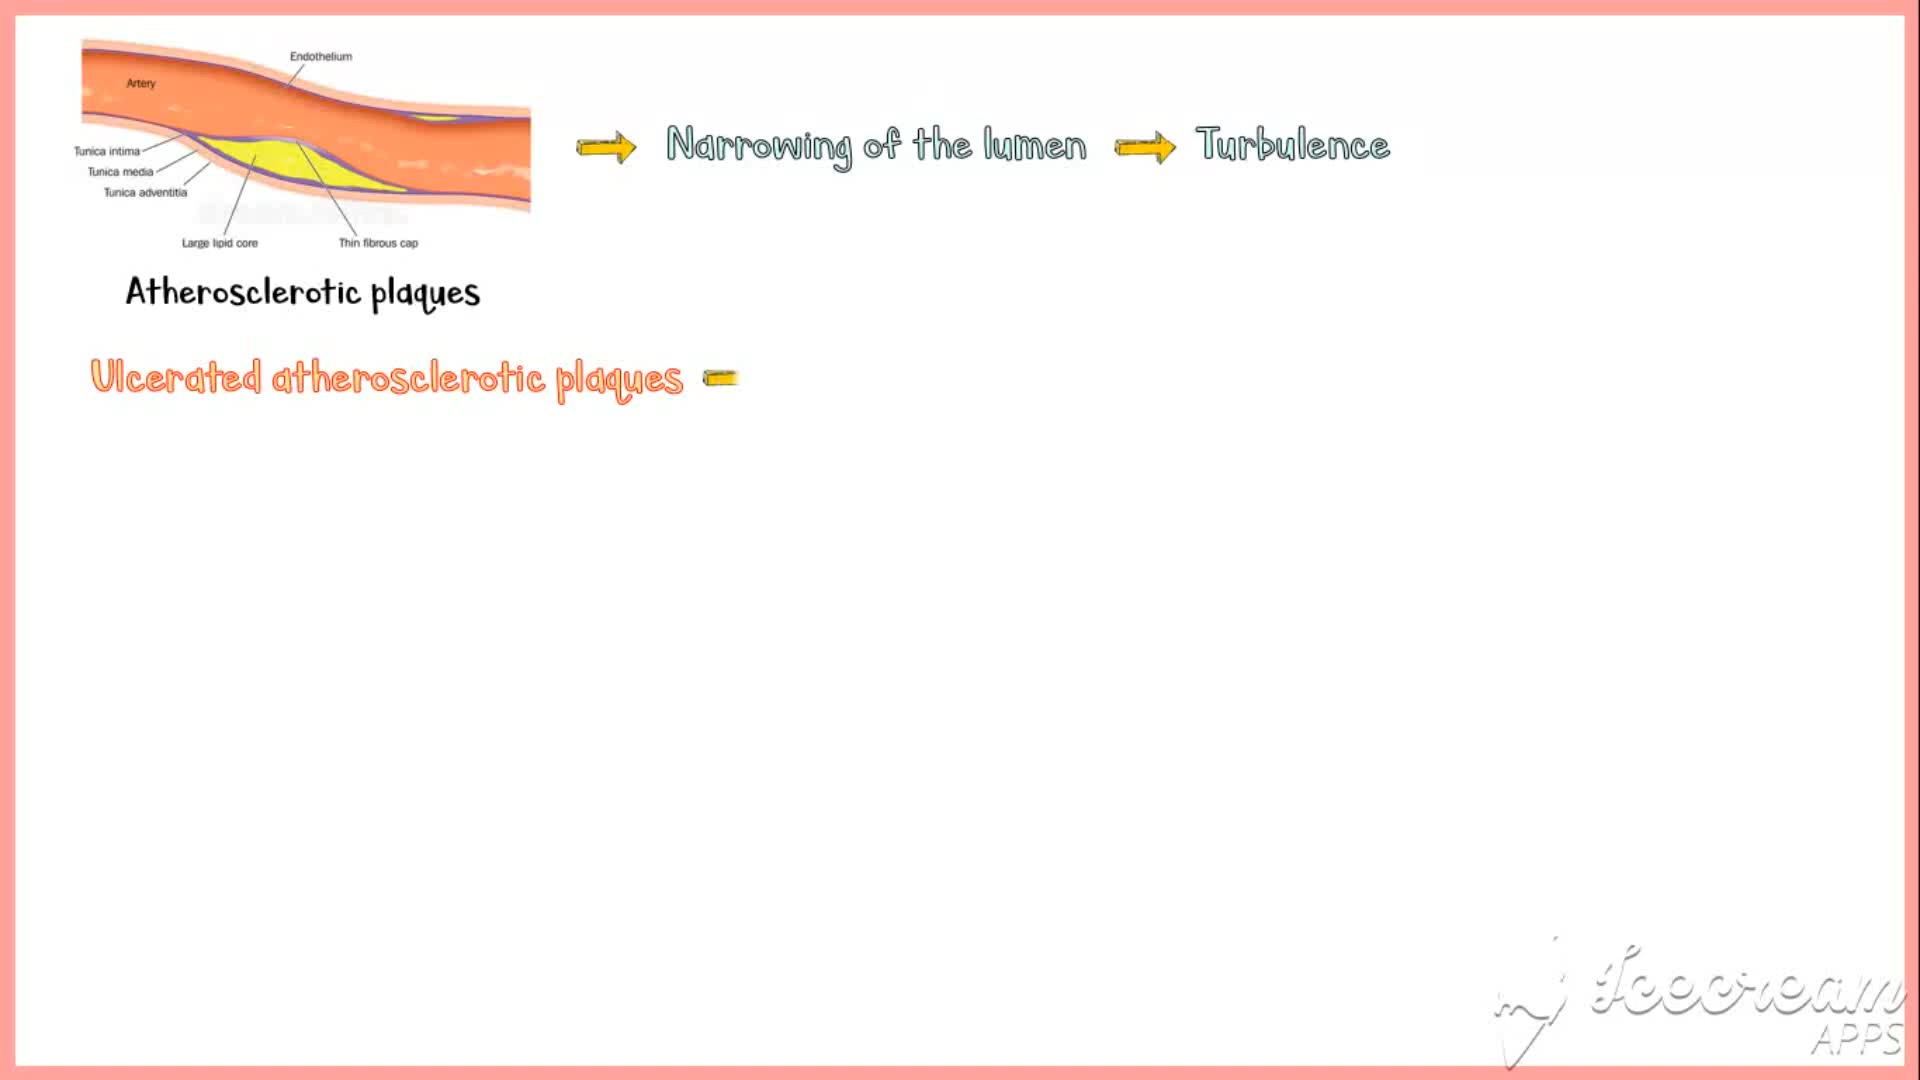 Endothelium
Artery
Tunica intima
Tunica media
Tunica adventitia
Large lipid core
Thin fibrous cap
Narrowing of the lumen
Turbulence
Atherosclerotic plaques
Ulcerated atherosclerotic plaques
Icecream
APPS